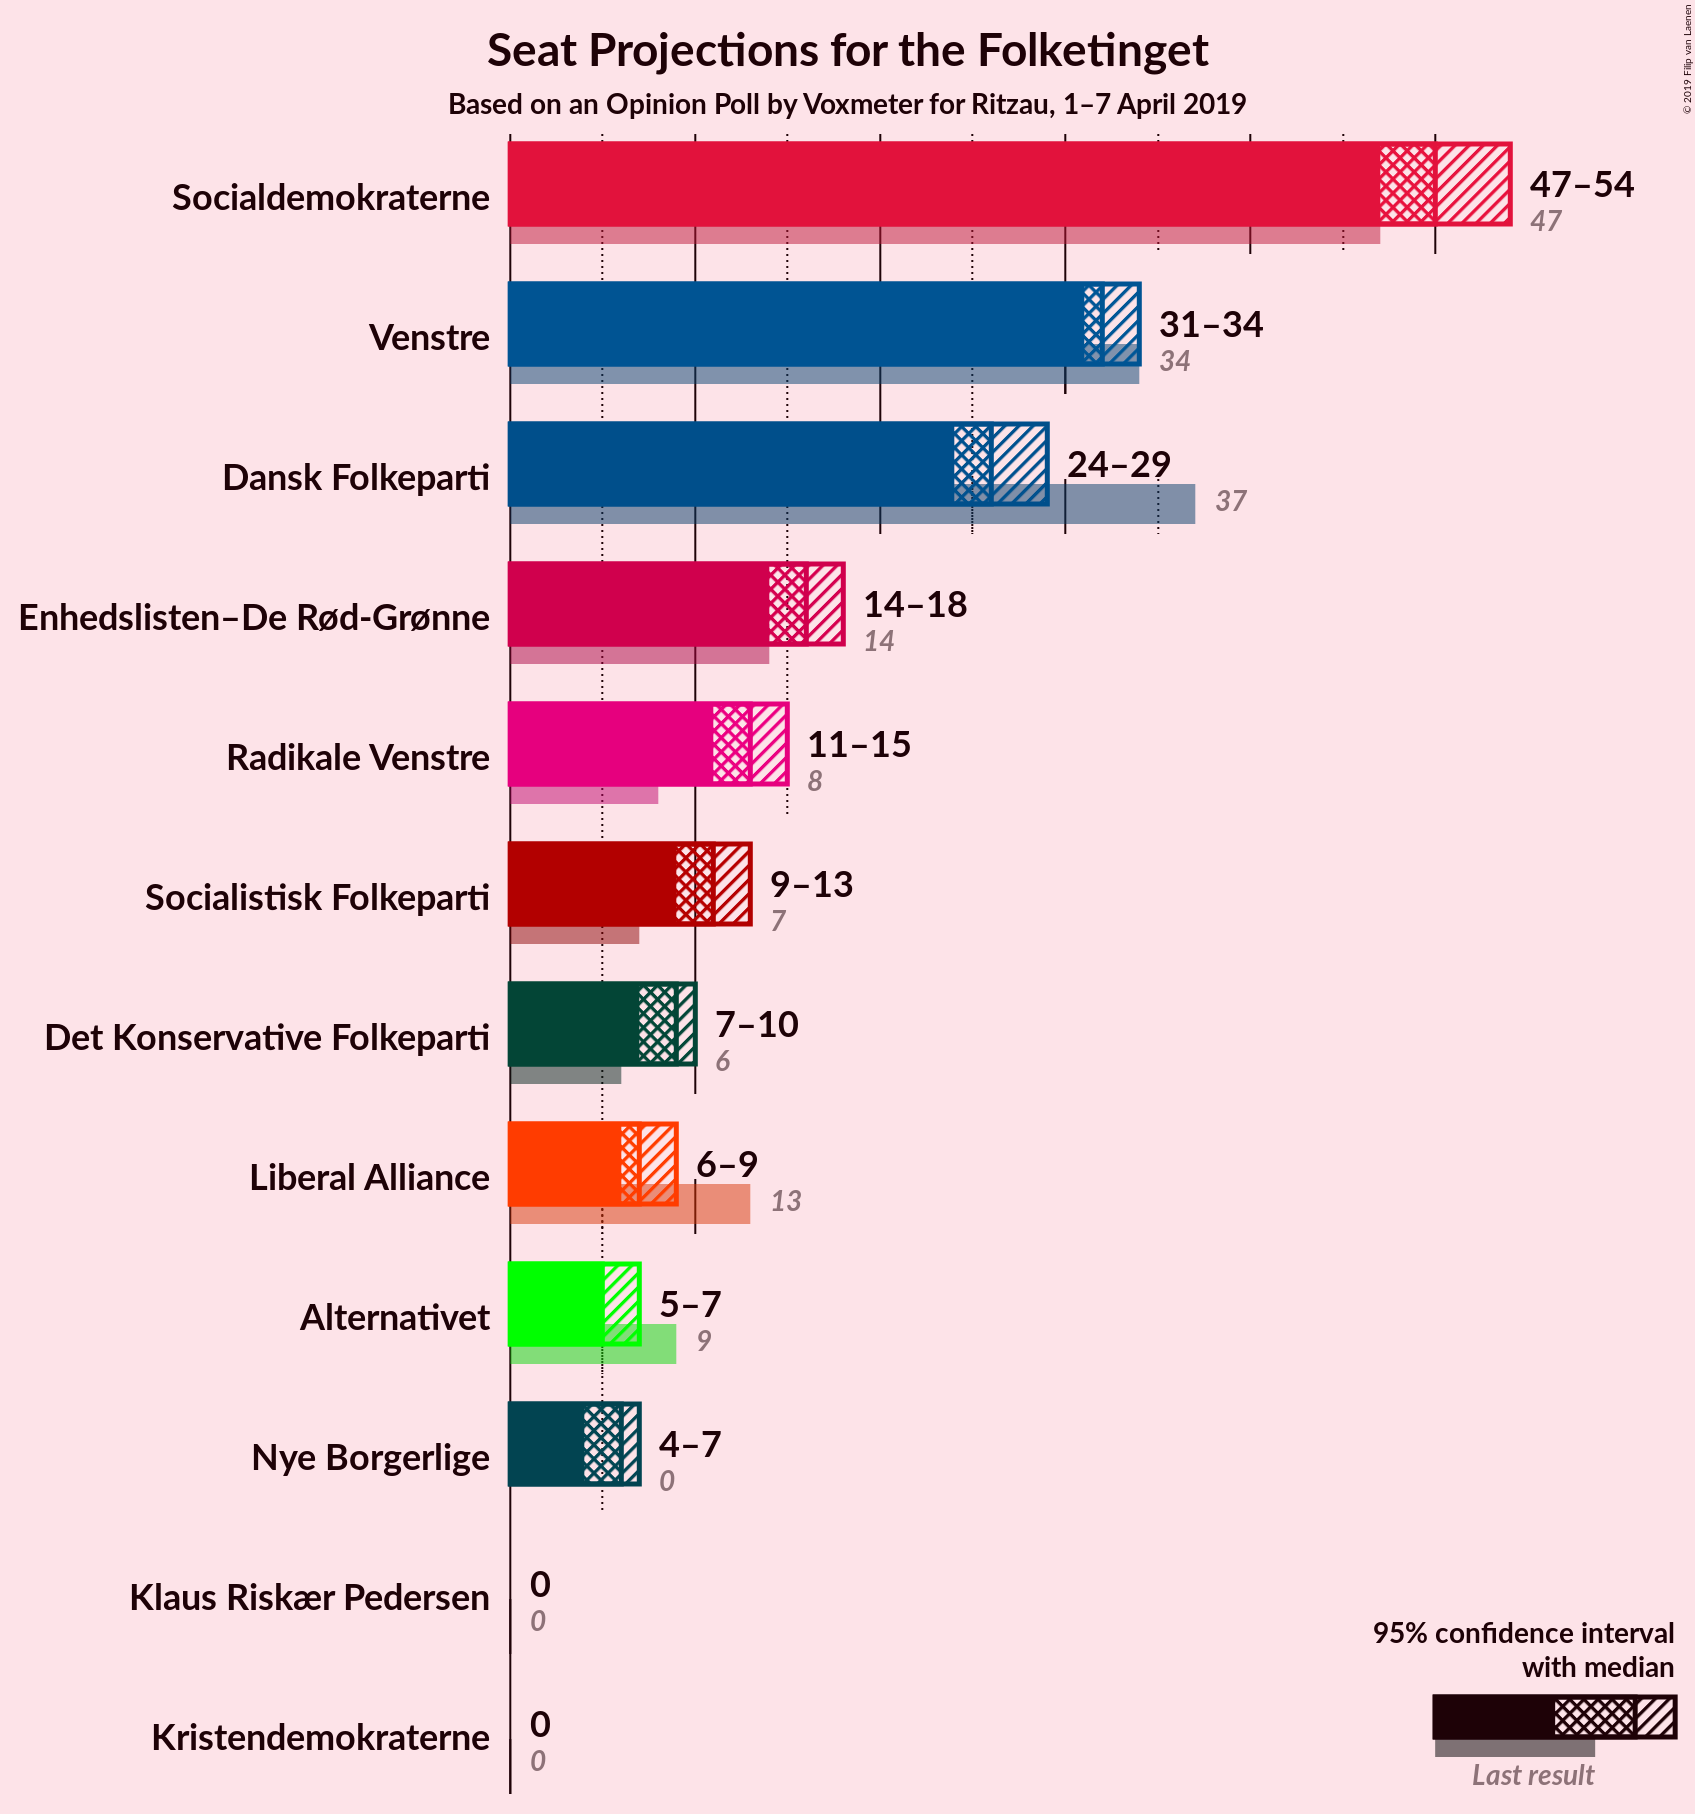 Seat Projections for the Folketinget
Based on an Opinion Poll by Voxmeter for Ritzau, 1–7 April 2019
© 2019 Filip van Laenen
Socialdemokraterne
47–54
47
Venstre
31–34
34
Dansk Folkeparti
24–29
37
Enhedslisten–De Rød-Grønne
14–18
14
Radikale Venstre
11–15
8
Socialistisk Folkeparti
9–13
7
Det Konservative Folkeparti
7–10
6
Liberal Alliance
6–9
13
Alternativet
5–7
9
Nye Borgerlige
4–7
0
Klaus Riskær Pedersen
0
0
Kristendemokraterne
0
0
95% confidence interval
with median
Last result